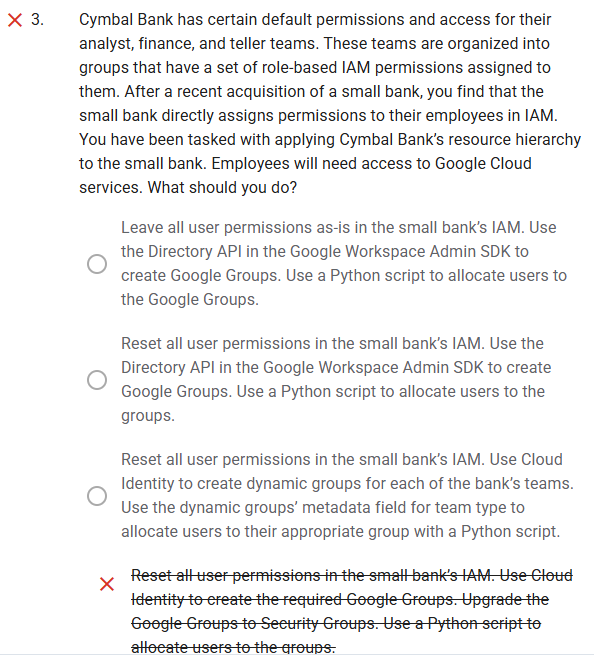 3. Cymbal Bank has certain default permissions and access for their
analyst, finance, and teller teams. These teams are organized into
groups that have a set of role-based IAM permissions assigned to
them. After a recent acquisition of a small bank, you find that the
small bank directly assigns permissions to their employees in IAM.
You have been tasked with applying Cymbal Bank's resource hierarchy
to the small bank. Employees will need access to Google Cloud
services. What should you do?
Leave all user permissions as-is in the small bank's IAM. Use
the Directory API in the Google Workspace Admin SDK to
create Google Groups. Use a Python script to allocate users to
the Google Groups.
Reset all user permissions in the small bank's IAM. Use the
Directory API in the Google Workspace Admin SDK to create
Google Groups. Use a Python script to allocate users to the
groups.
Reset all user permissions in the small bank's IAM. Use Cloud
Identity to create dynamic groups for each of the bank's teams.
Use the dynamic groups' metadata field for team type to
allocate users to their appropriate group with a Python script.
Reset all user permissions in the small bank's IAM. Use Cloud
Identity to create the required Google Groups. Upgrade the
Google Groups to Security Groups. Use a Python script to
allocate users to the groups.